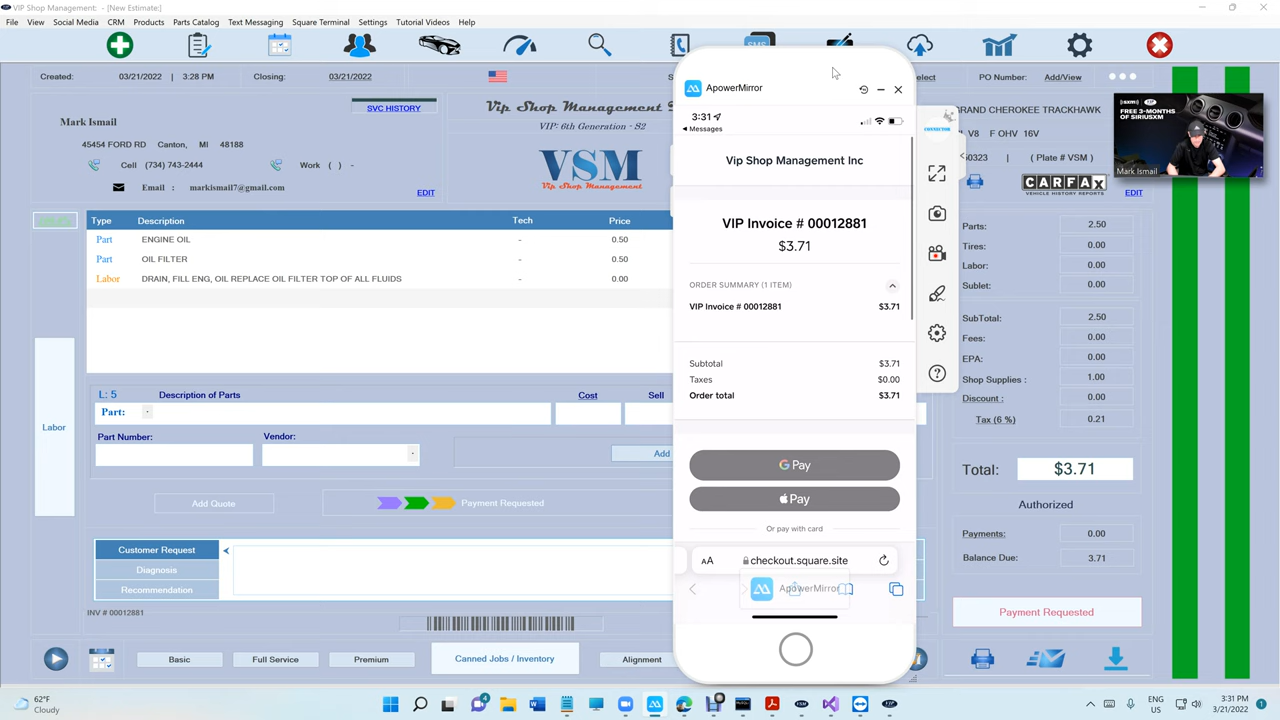 VIP Shop Management: - [New Estimate:]
File View Social Media CRM Products Parts Catalog Text Messaging Square Terminal Settings Tutorial Videos Help
SMS
Created: 03/21/2022 | 3:28 PM Closing: 03/21/2022
elect PO Number: Add/View
SVC HISTORY
Vip Shop Management
VIP: 6th Generation - S2
VSM
Vip Shop Management
Mark Ismail
45454 FORD RD Canton, MI 48188
Cell (734) 743-2444 Work ( ) -
Email : markismail7@gmail.com
EDIT
GRAND CHEROKEE TRACKHAWK
V8 F OHV 16V
50323 ( Plate # VSM )
CARFAX
VEHICLE HISTORY REPORTS
EDIT
((SiriusXM)) VIP
FREE 3-MONTHS
OF SIRIUSXM
Mark Ismail
Type Description Tech Price
Part ENGINE OIL - 0.50
Part OIL FILTER - 0.50
Labor DRAIN, FILL ENG, OIL REPLACE OIL FILTER TOP OF ALL FLUIDS - 0.00
Labor
L: 5 Description of Parts Cost Sell
Part:
Part Number: Vendor:
Add
Add Quote
Payment Requested
Customer Request
Diagnosis
Recommendation
INV # 00012881
Basic Full Service Premium Canned Jobs / Inventory Alignment
ApowerMirror
3:31
Messages
CONNECTOR
Vip Shop Management Inc
VIP Invoice # 00012881
$3.71
ORDER SUMMARY (1 ITEM)
VIP Invoice # 00012881 $3.71
Subtotal $3.71
Taxes $0.00
Order total $3.71
G Pay
Pay
Or pay with card
AA checkout.square.site
ApowerMirror
Parts: 2.50
Tires: 0.00
Labor: 0.00
Sublet: 0.00
SubTotal: 2.50
Fees: 0.00
EPA: 0.00
Shop Supplies : 1.00
Discount : 0.00
Tax (6 %) 0.21
Total: $3.71
Authorized
Payments: 0.00
Balance Due: 3.71
Payment Requested
62°F
Cloudy
ENG
US
3:31 PM
3/21/2022